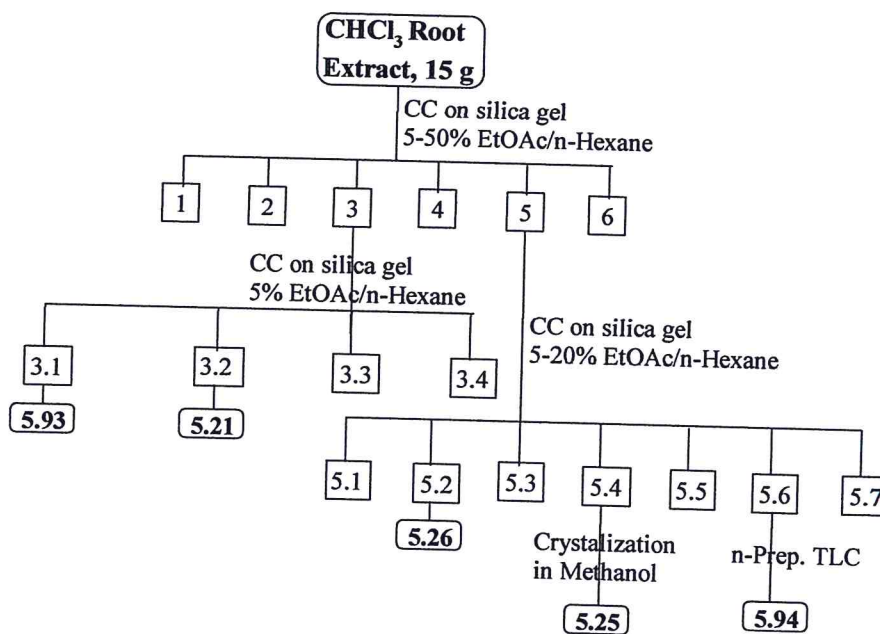 CHCl₃ Root
Extract, 15 g
CC on silica gel
5-50% EtOAc/n-Hexane
1 2 3 4 5 6
CC on silica gel
5% EtOAc/n-Hexane
CC on silica gel
5-20% EtOAc/n-Hexane
3.1 3.2 3.3 3.4
5.93 5.21
5.1 5.2 5.3 5.4 5.5 5.6 5.7
5.26
Crystalization
in Methanol
n-Prep. TLC
5.25 5.94